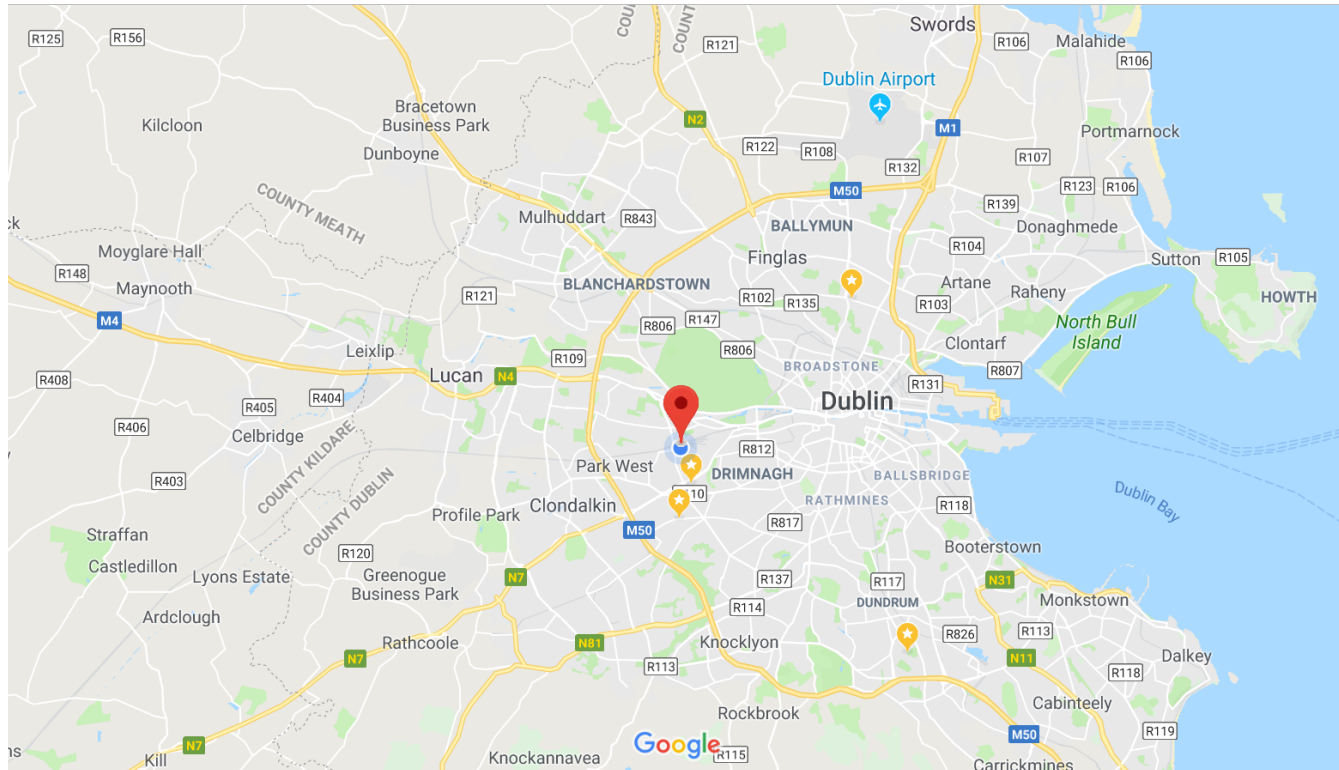 Swords
R125
R156
COUN
COUNT
R121
R106
Malahide
R106
Dublin Airport
Bracetown
Business Park
Kilcloon
N2
M1
Portmarnock
Dunboyne
R122
R108
R132
R107
COUNTY MEATH
M50
R123
R106
R139
Mulhuddart
R843
BALLYMUN
Donaghmede
ck
Moyglare Hall
R104
Finglas
Sutton
R105
R148
Maynooth
BLANCHARDSTOWN
R121
R102
R135
Artane
Raheny
HOWTH
R103
M4
R806
R147
North Bull
Island
Leixlip
R109
R806
Clontarf
BROADSTONE
R807
R408
Lucan
N4
R131
R404
R405
Dublin
R406
Celbridge
R812
Park West
DRIMNAGH
BALLSBRIDGE
R403
COUNTY KILDARE
COUNTY DUBLIN
R110
RATHMINES
Dublin Bay
Clondalkin
R118
Profile Park
M50
R817
Straffan
Castledillon
Lyons Estate
R120
Booterstown
Greenogue
Business Park
N7
R137
R117
N31
DUNDRUM
Monkstown
Ardclough
R114
Rathcoole
N81
Knocklyon
R826
R113
N7
R113
N11
Dalkey
R118
Cabinteely
Rockbrook
N7
M50
R119
ns
Kill
Knockannavea
Google
R115
Carrickmines